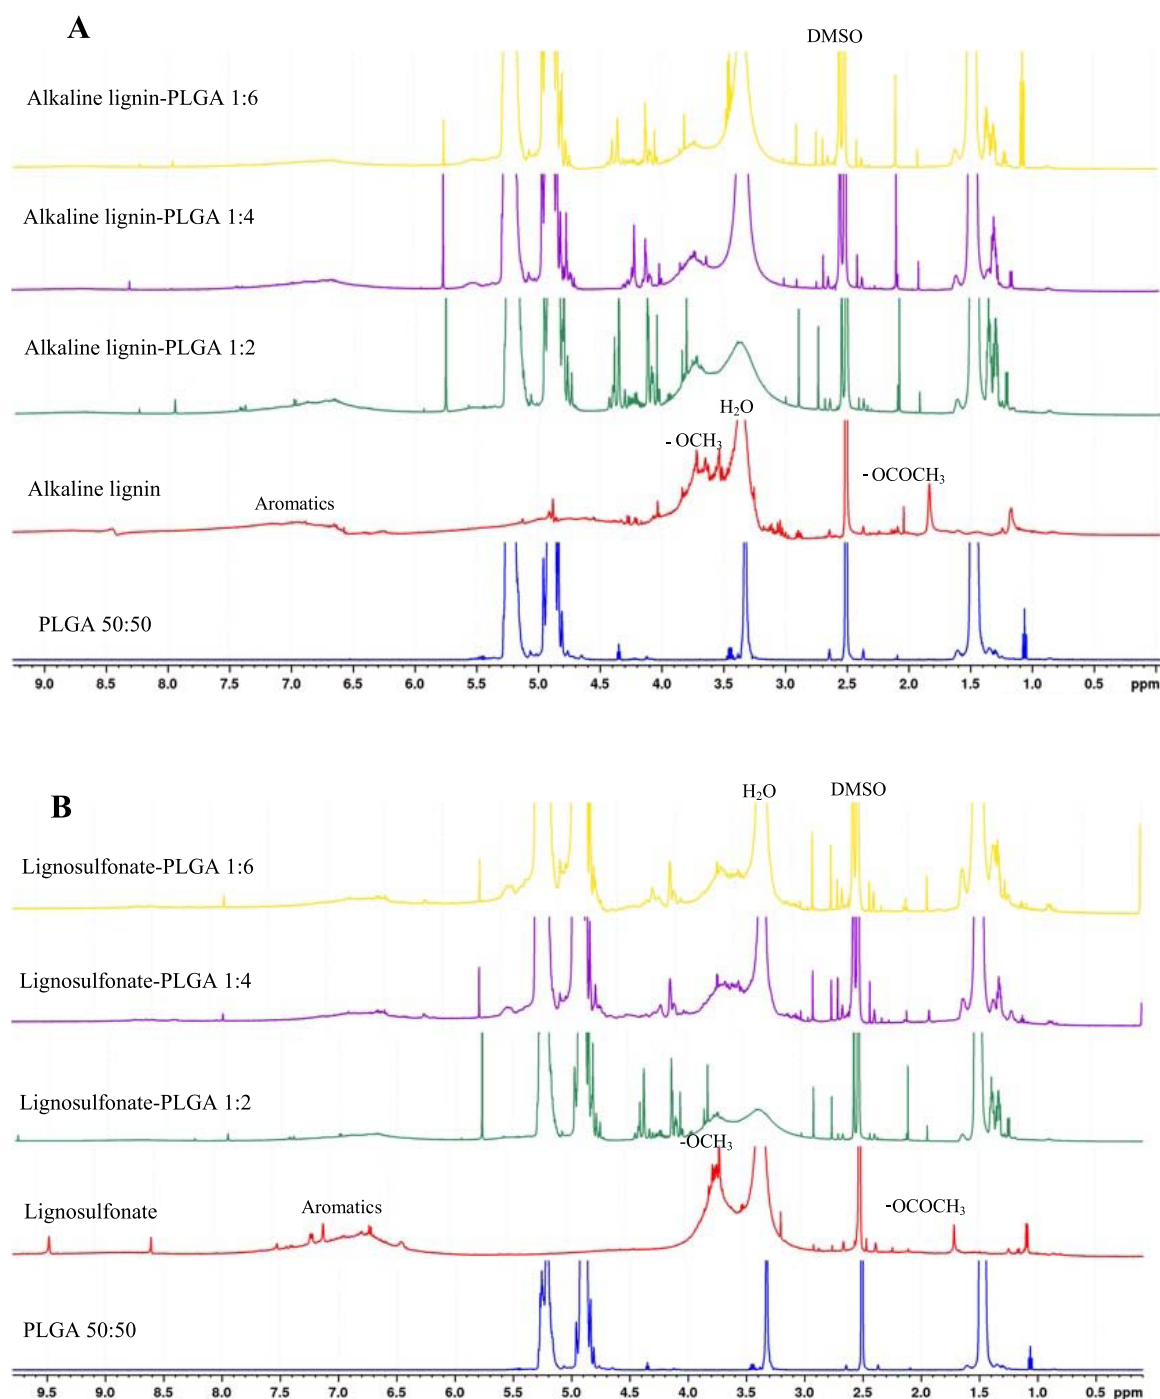 A
DMSO
Alkaline lignin-PLGA 1:6
Alkaline lignin-PLGA 1:4
Alkaline lignin-PLGA 1:2
H₂O
- OCH₃
- OCOCH₃
Alkaline lignin
Aromatics
PLGA 50:50
9.0 8.5 8.0 7.5 7.0 6.5 6.0 5.5 5.0 4.5 4.0 3.5 3.0 2.5 2.0 1.5 1.0 0.5 ppm
B
H₂O DMSO
Lignosulfonate-PLGA 1:6
Lignosulfonate-PLGA 1:4
Lignosulfonate-PLGA 1:2
-OCH₃
Lignosulfonate
Aromatics
-OCOCH₃
PLGA 50:50
9.5 9.0 8.5 8.0 7.5 7.0 6.5 6.0 5.5 5.0 4.5 4.0 3.5 3.0 2.5 2.0 1.5 1.0 0.5 ppm